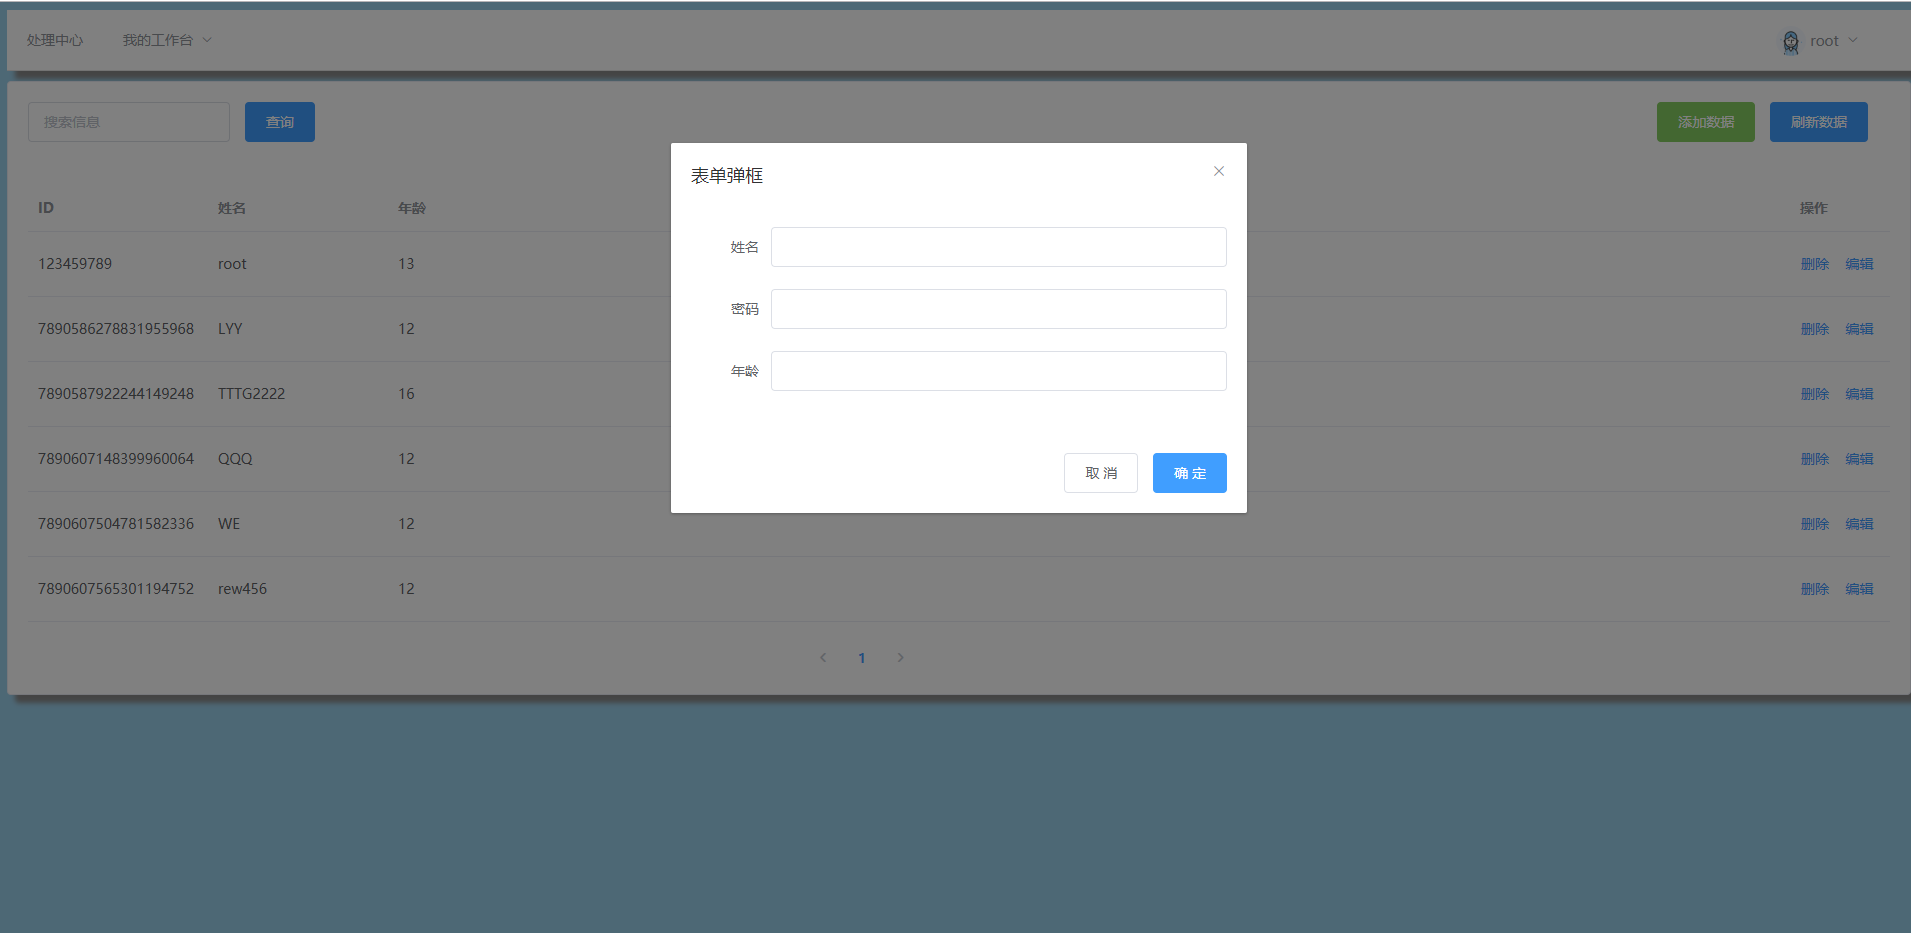 处理中心 我的工作台 root
搜索信息 查询 添加数据 刷新数据
表单弹框
姓名
密码
年龄
取 消 确 定
ID 姓名 年龄 操作
123459789 root 13 删除 编辑
7890586278831955968 LYY 12 删除 编辑
7890587922244149248 TTTG2222 16 删除 编辑
7890607148399960064 QQQ 12 删除 编辑
7890607504781582336 WE 12 删除 编辑
7890607565301194752 rew456 12 删除 编辑
1